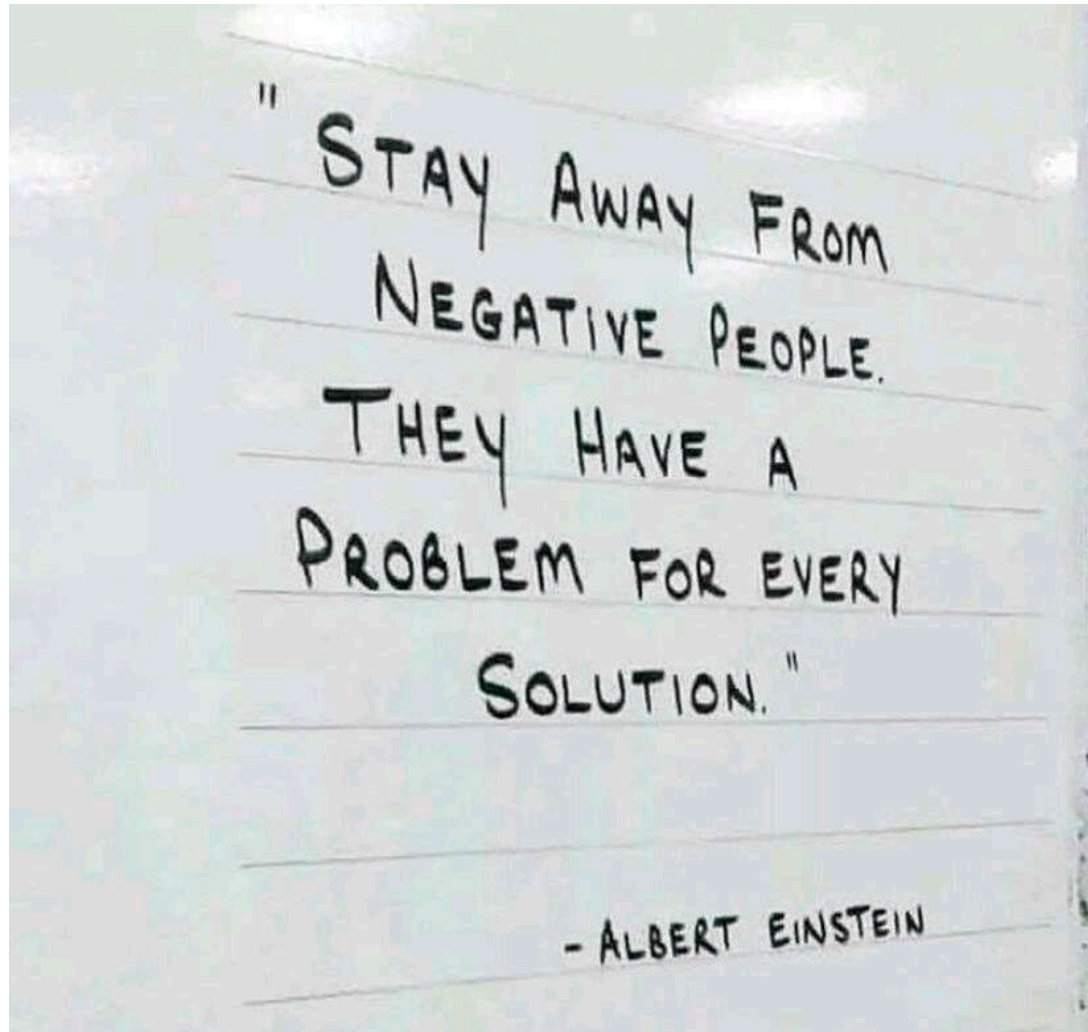 " STAY AWAY FROM
NEGATIVE PEOPLE.
THEY HAVE A
PROBLEM FOR EVERY
SOLUTION."
- ALBERT EINSTEIN